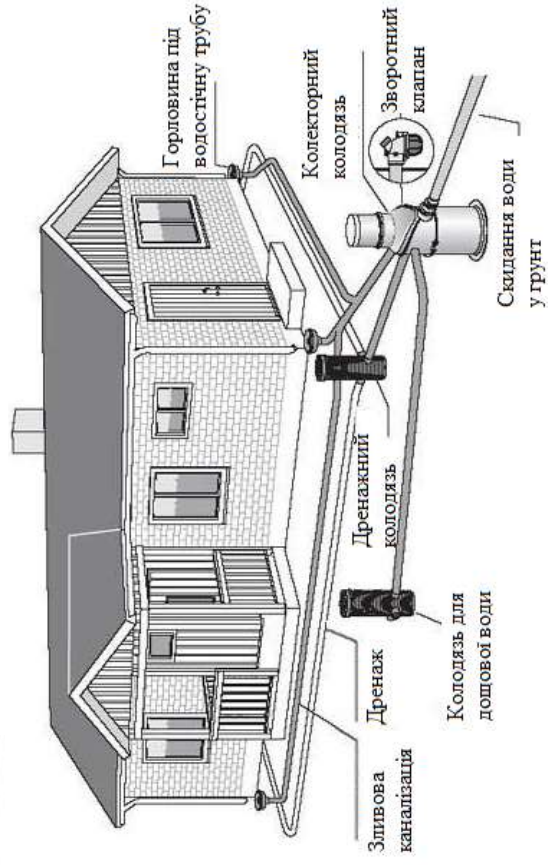 Горловина під
водостічну трубу
Колекторний
колодязь
Зворотний
клапан
Скидання води
у грунт
Дренажний
колодязь
Колодязь для
дощової води
Дренаж
Зливова
каналізація